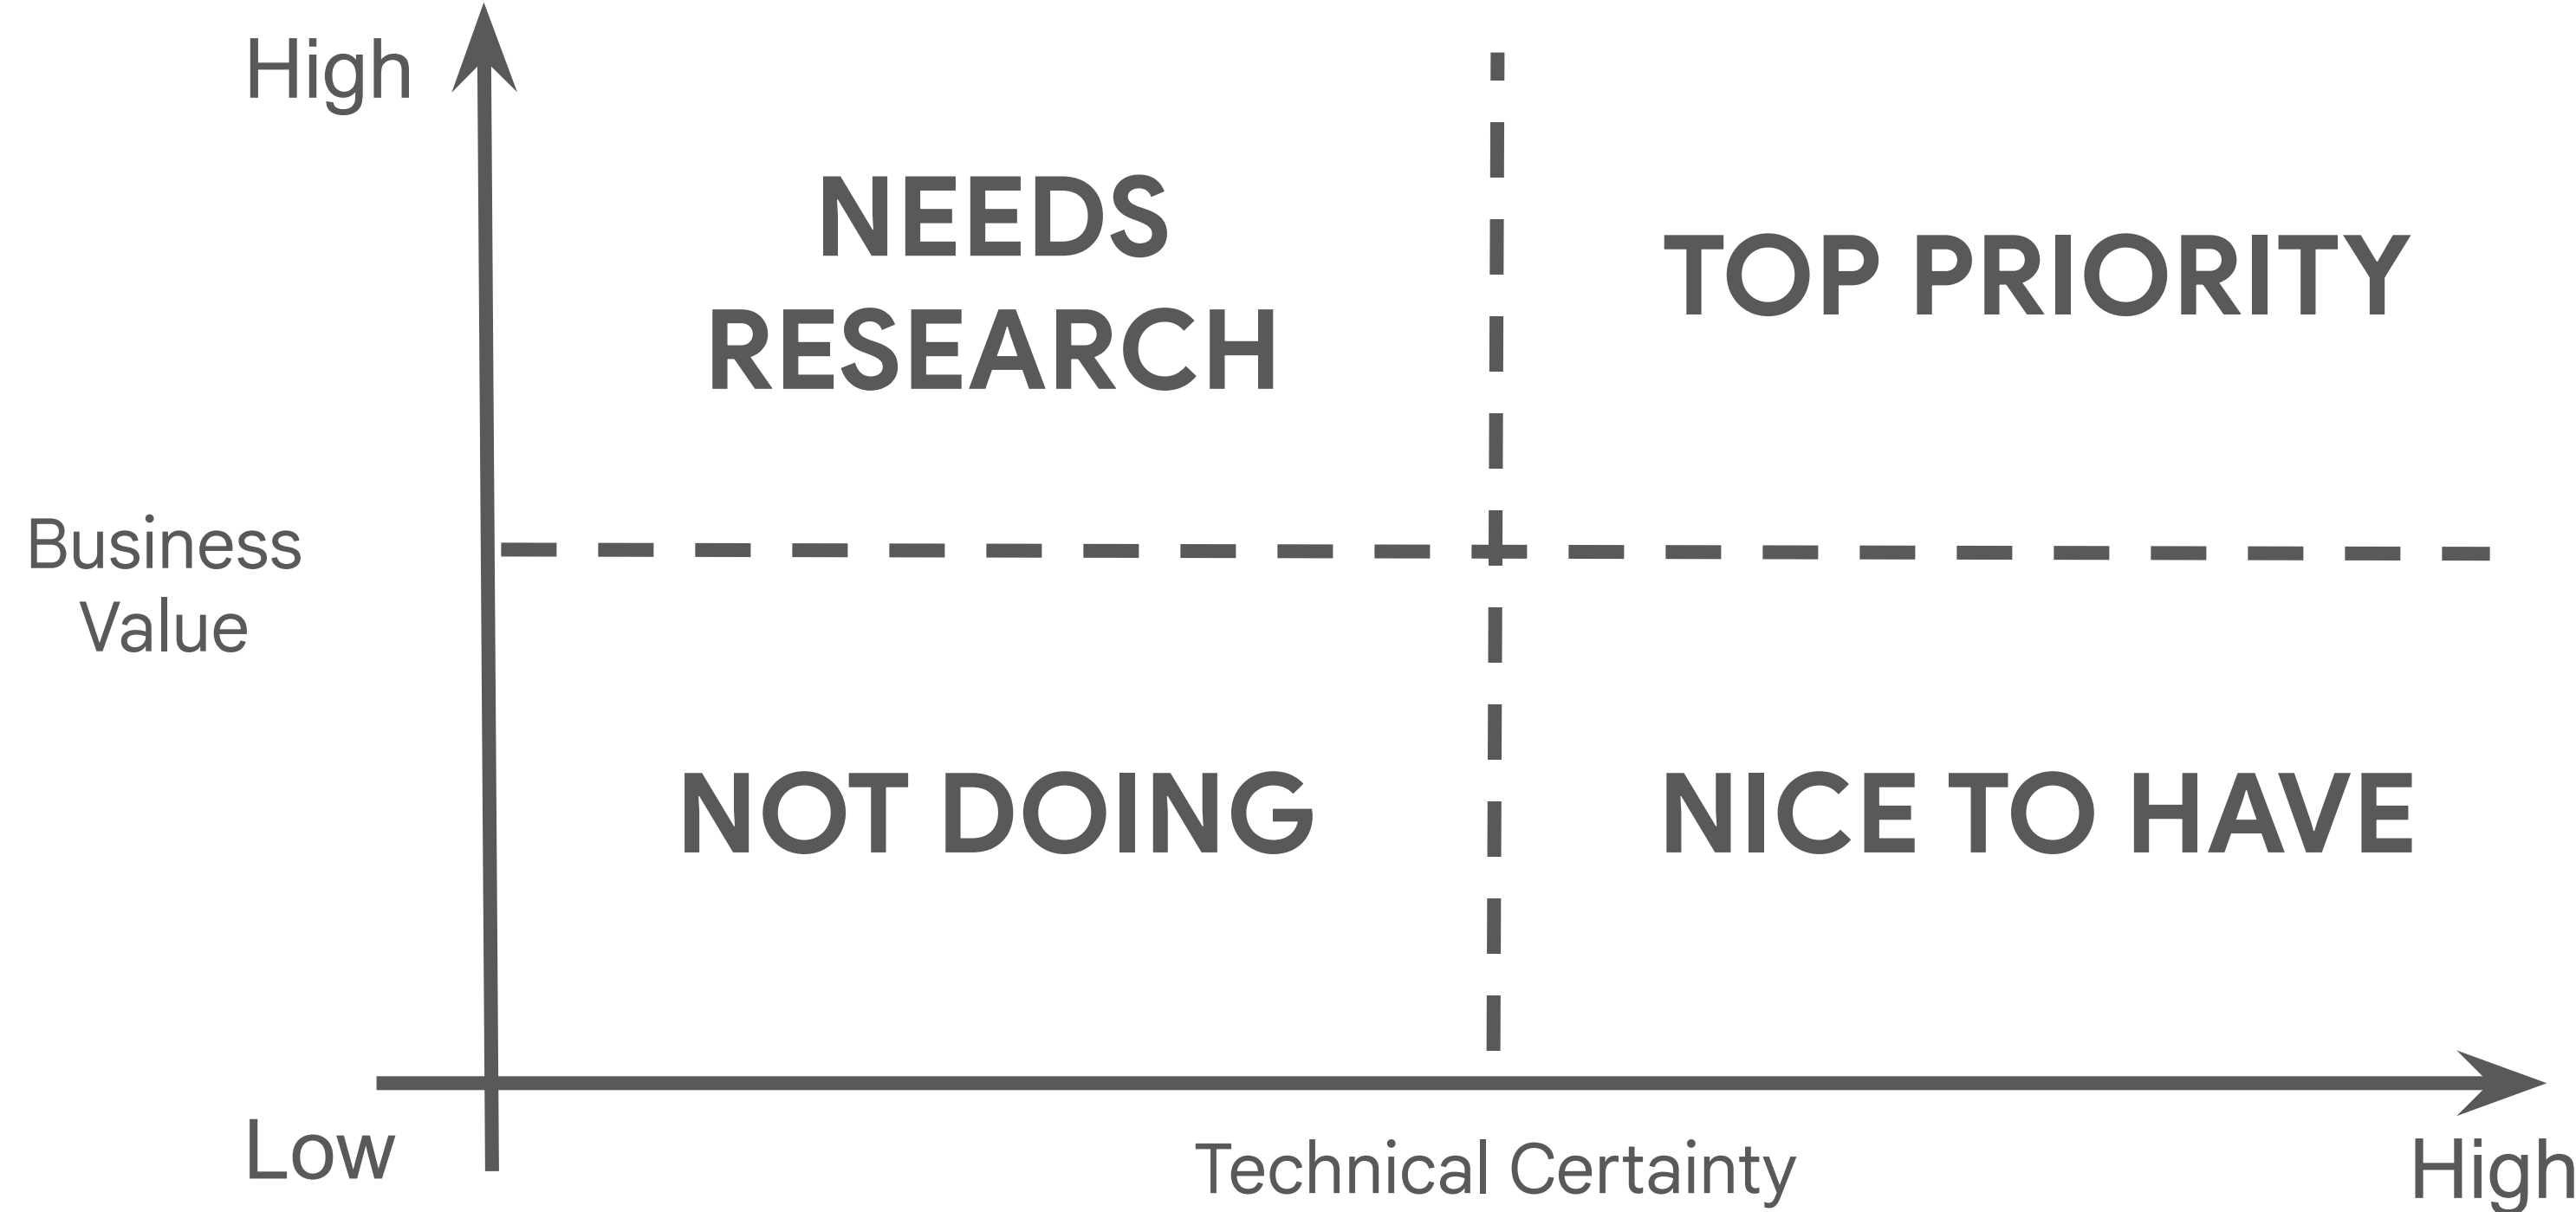 High
NEEDS
RESEARCH
TOP PRIORITY
Business
Value
NOT DOING
NICE TO HAVE
Low
Technical Certainty
High